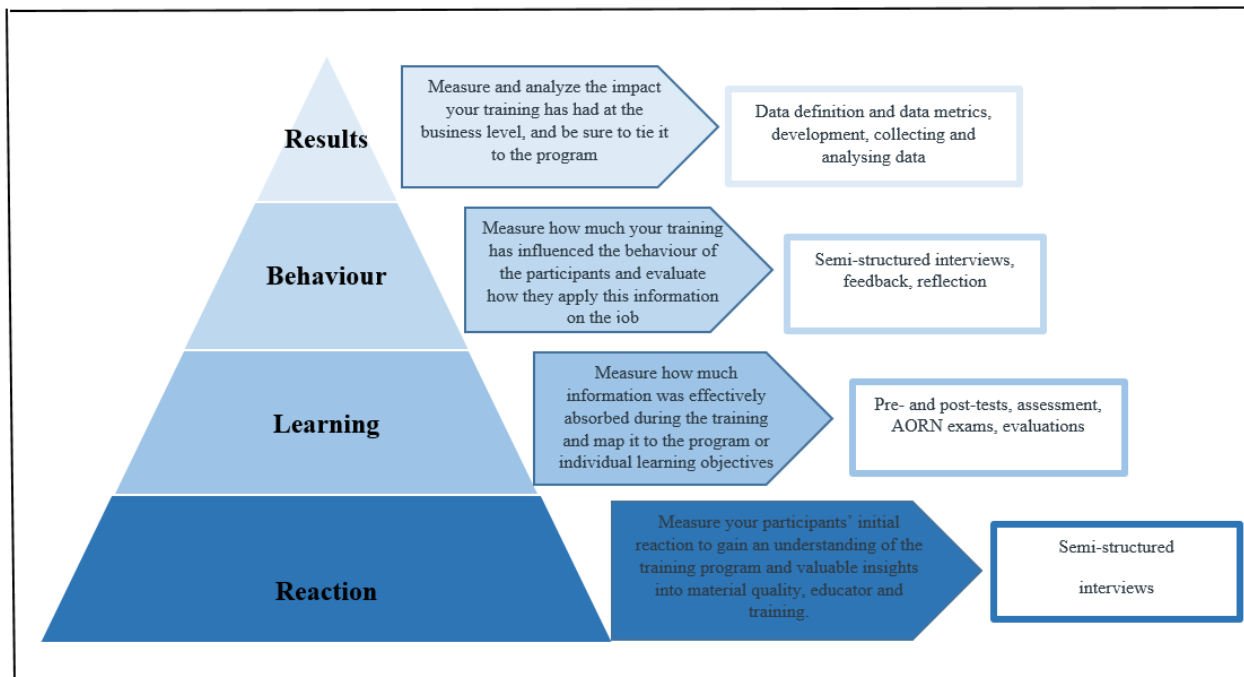 Results
Measure and analyze the impact
your training has had at the
business level, and be sure to tie it
to the program
Data definition and data metrics,
development, collecting and
analysing data
Behaviour
Measure how much your training
has influenced the behaviour of
the participants and evaluate
how they apply this information
on the job
Semi-structured interviews,
feedback, reflection
Learning
Measure how much
information was effectively
absorbed during the training
and map it to the program or
individual learning objectives
Pre- and post-tests, assessment,
AORN exams, evaluations
Reaction
Measure your participants’ initial
reaction to gain an understanding of the
training program and valuable insights
into material quality, educator and
training.
Semi-structured
interviews